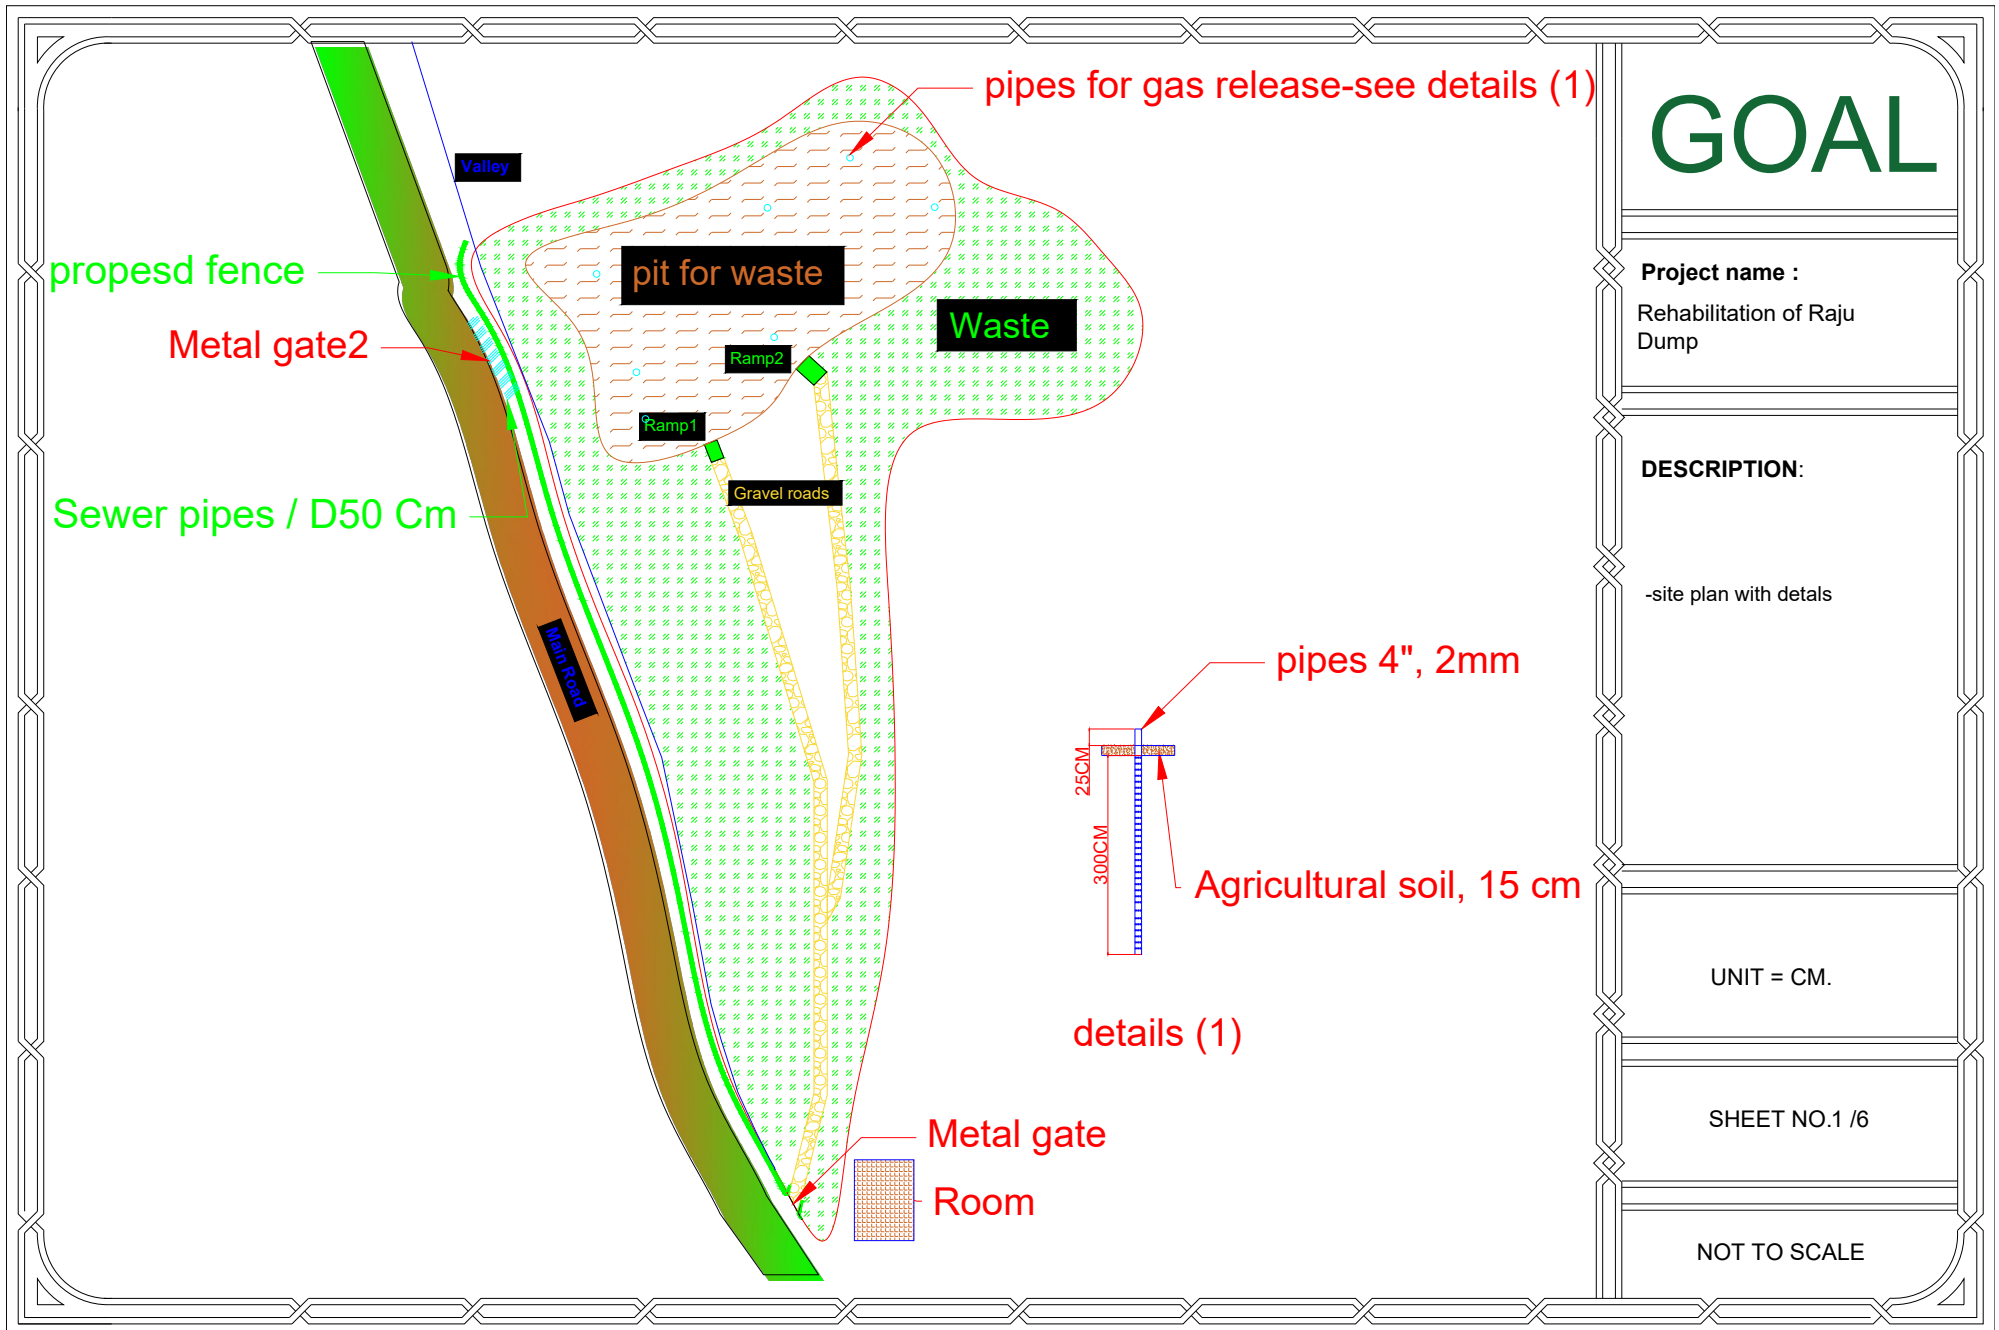 pipes for gas release-see details (1)
Valley
propesd fence
pit for waste
Waste
Metal gate2
Ramp2
Ramp1
Gravel roads
Sewer pipes / D50 Cm
Main Road
pipes 4", 2mm
25CM
300CM
Agricultural soil, 15 cm
details (1)
Metal gate
Room
GOAL
Project name :
Rehabilitation of Raju
Dump
DESCRIPTION:
-site plan with detals
UNIT = CM.
SHEET NO.1 /6
NOT TO SCALE